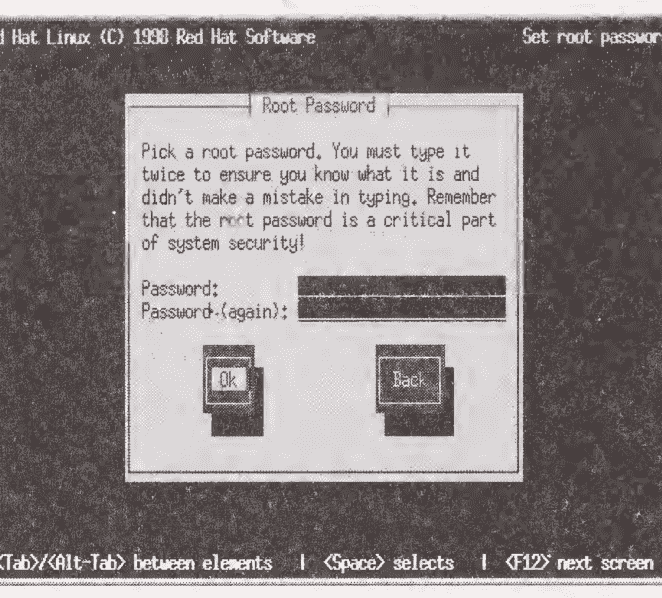 d Hat Linux (C) 1998 Red Hat Software Set root passwor
Root Password
Pick a root password. You must type it
twice to ensure you know what it is and
didn't make a mistake in typing. Remember
that the root password is a critical part
of system security!
Password:
Password (again):
Ok Back
<Tab>/<Alt-Tab> between elements | <Space> selects | <F12> next screen